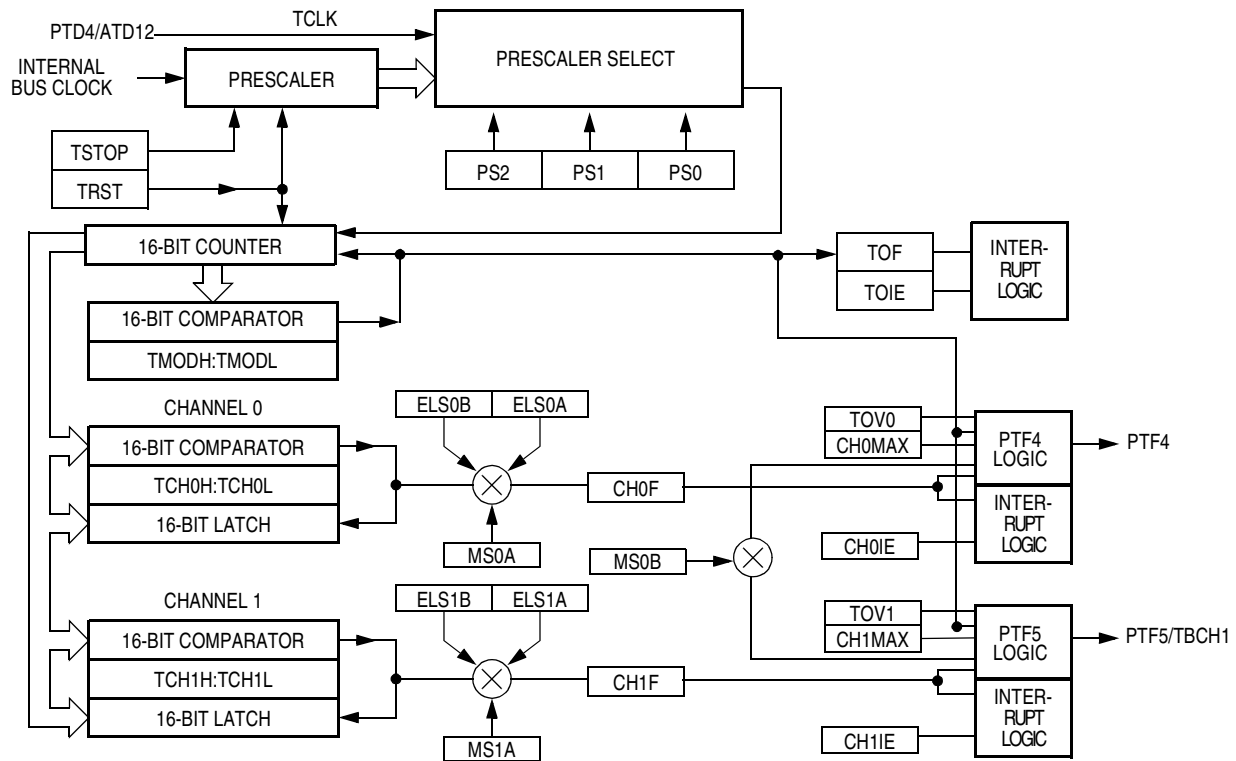 TCLK
PTD4/ATD12
PRESCALER SELECT
INTERNAL
BUS CLOCK
PRESCALER
TSTOP
TRST
PS2
PS1
PS0
16-BIT COUNTER
TOF
TOIE
INTER-
RUPT
LOGIC
16-BIT COMPARATOR
TMODH:TMODL
CHANNEL 0
ELS0B
ELS0A
16-BIT COMPARATOR
TCH0H:TCH0L
16-BIT LATCH
MS0A
CH0F
TOV0
CH0MAX
PTF4
LOGIC
PTF4
INTER-
RUPT
LOGIC
CH0IE
MS0B
CHANNEL 1
ELS1B
ELS1A
16-BIT COMPARATOR
TCH1H:TCH1L
16-BIT LATCH
MS1A
CH1F
TOV1
CH1MAX
PTF5
LOGIC
PTF5/TBCH1
INTER-
RUPT
LOGIC
CH1IE